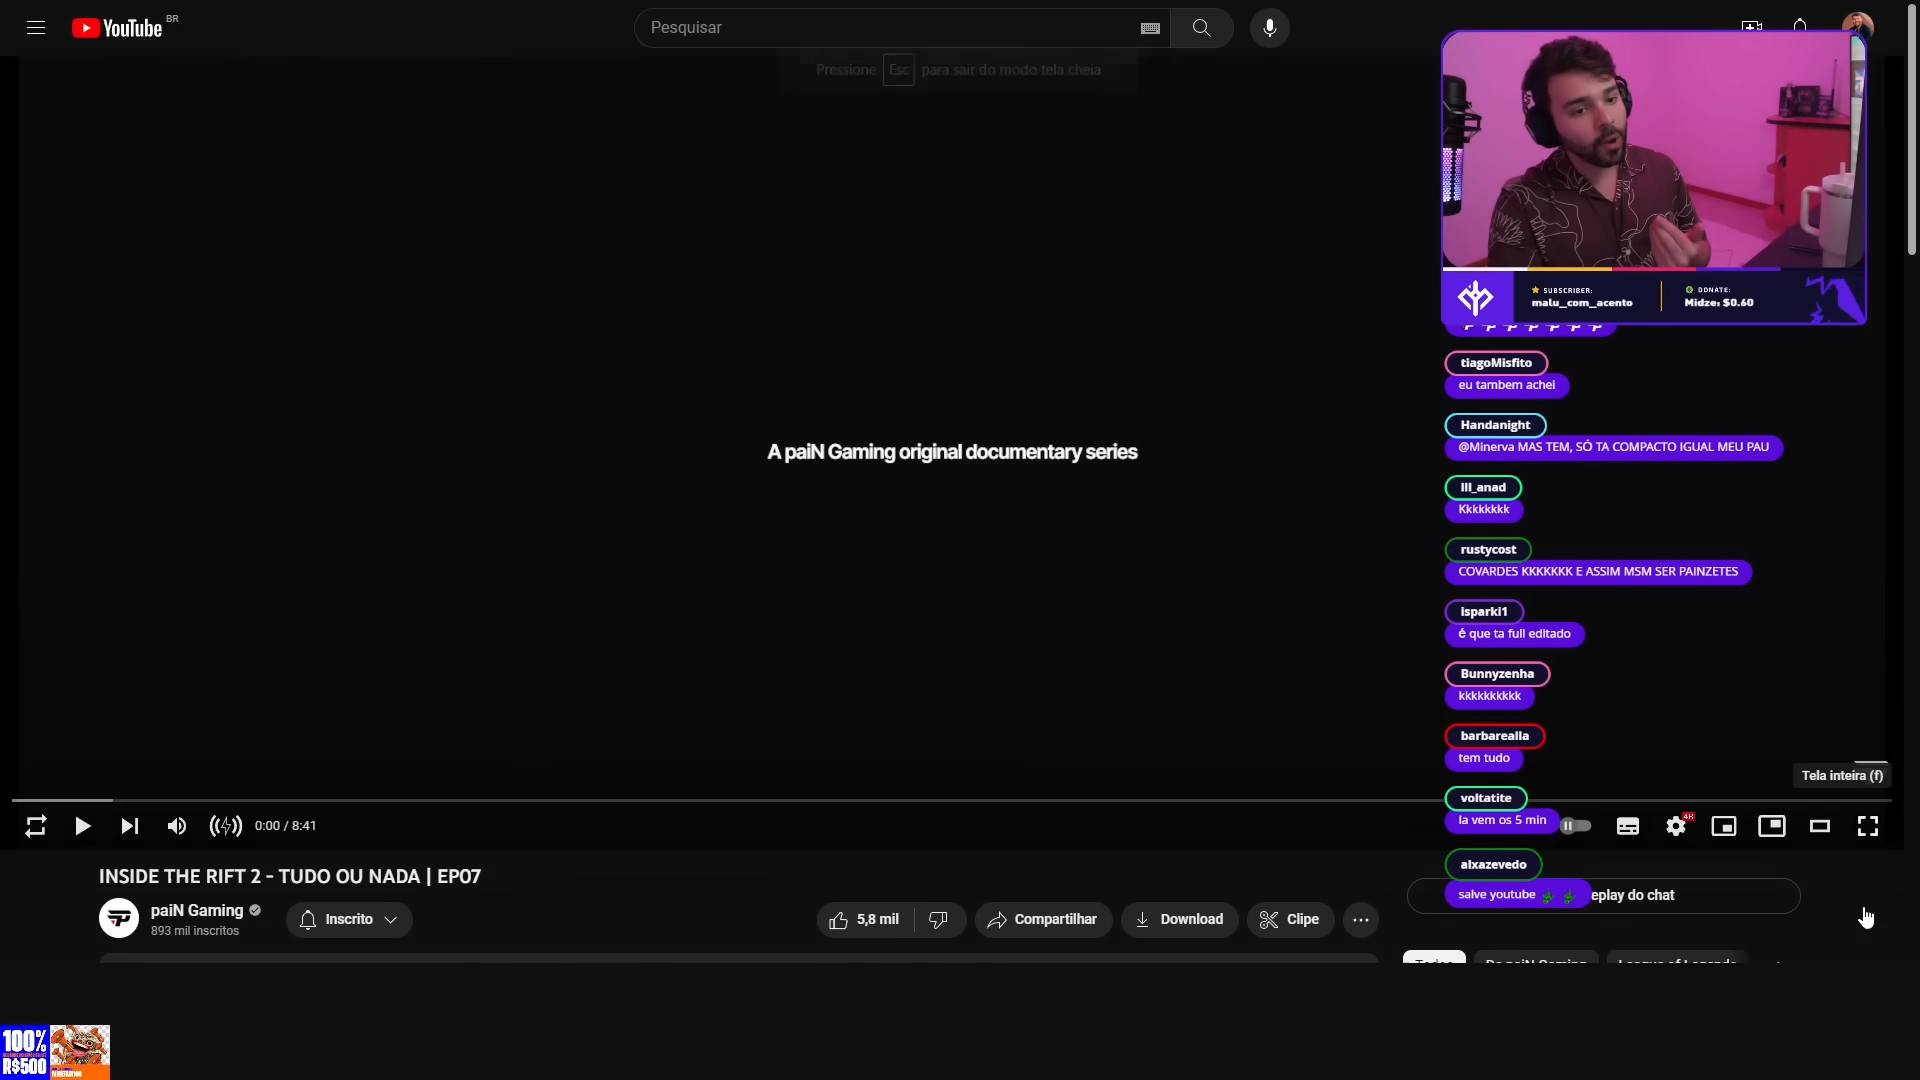 YouTube BR
Pesquisar
Pressione Esc para sair do modo tela cheia
SUBSCRIBER:
malu_com_acento
DONATE:
Midze: $0.60
A paiN Gaming original documentary series
tiagoMisfito
eu tambem achei
Handanight
@Minerva MAS TEM, SÓ TA COMPACTO IGUAL MEU PAU
lll_anad
Kkkkkkkk
rustycost
COVARDES KKKKKKK E ASSIM MSM SER PAINZETES
isparki1
é que ta full editado
Bunnyzenha
kkkkkkkkkk
barbarealla
tem tudo
voltatite
la vem os 5 min
alxazevedo
salve youtube
eplay do chat
Tela inteira (f)
0:00 / 8:41
4K
INSIDE THE RIFT 2 - TUDO OU NADA | EP07
paiN Gaming
893 mil inscritos
Inscrito
5,8 mil
Compartilhar
Download
Clipe
100%
R$500